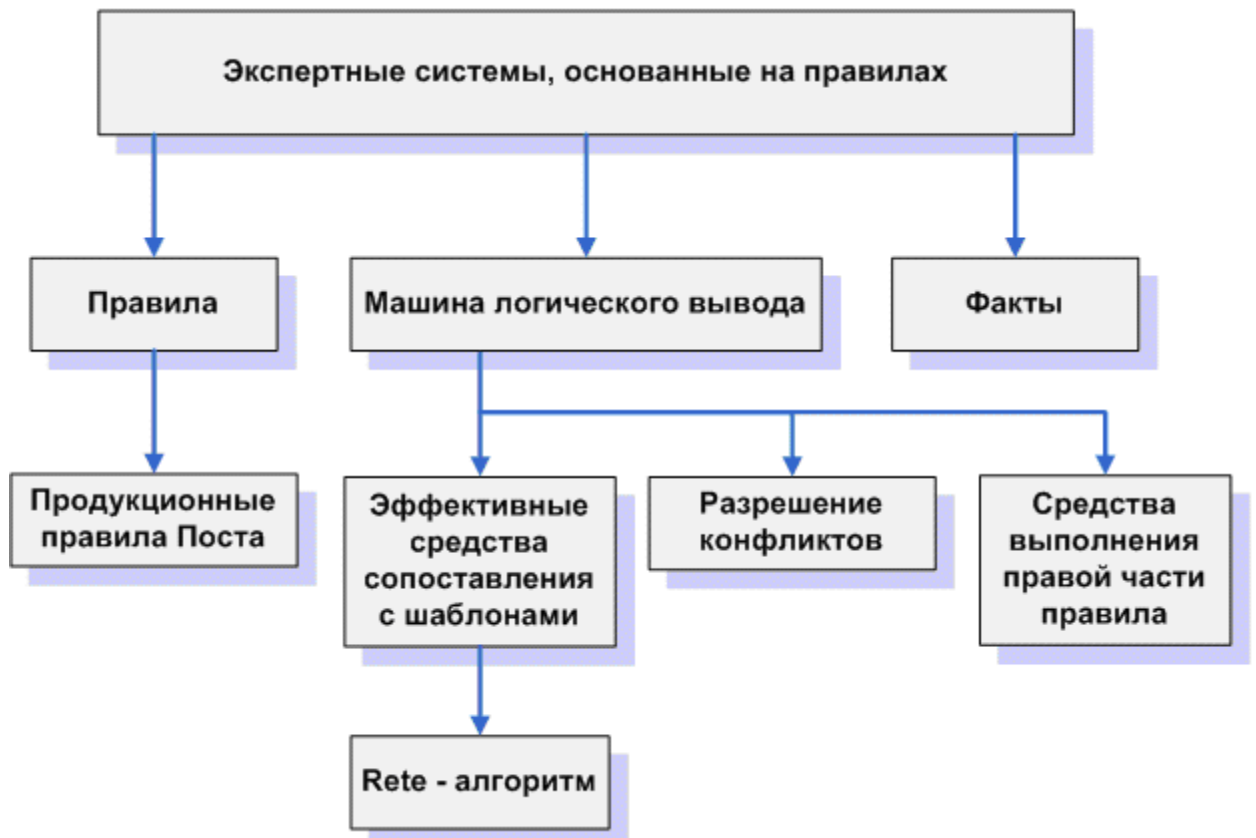 Экспертные системы, основанные на правилах
Правила
Машина логического вывода
Факты
Продукционные
правила Поста
Эффективные
средства
сопоставления
с шаблонами
Разрешение
конфликтов
Средства
выполнения
правой части
правила
Rete - алгоритм